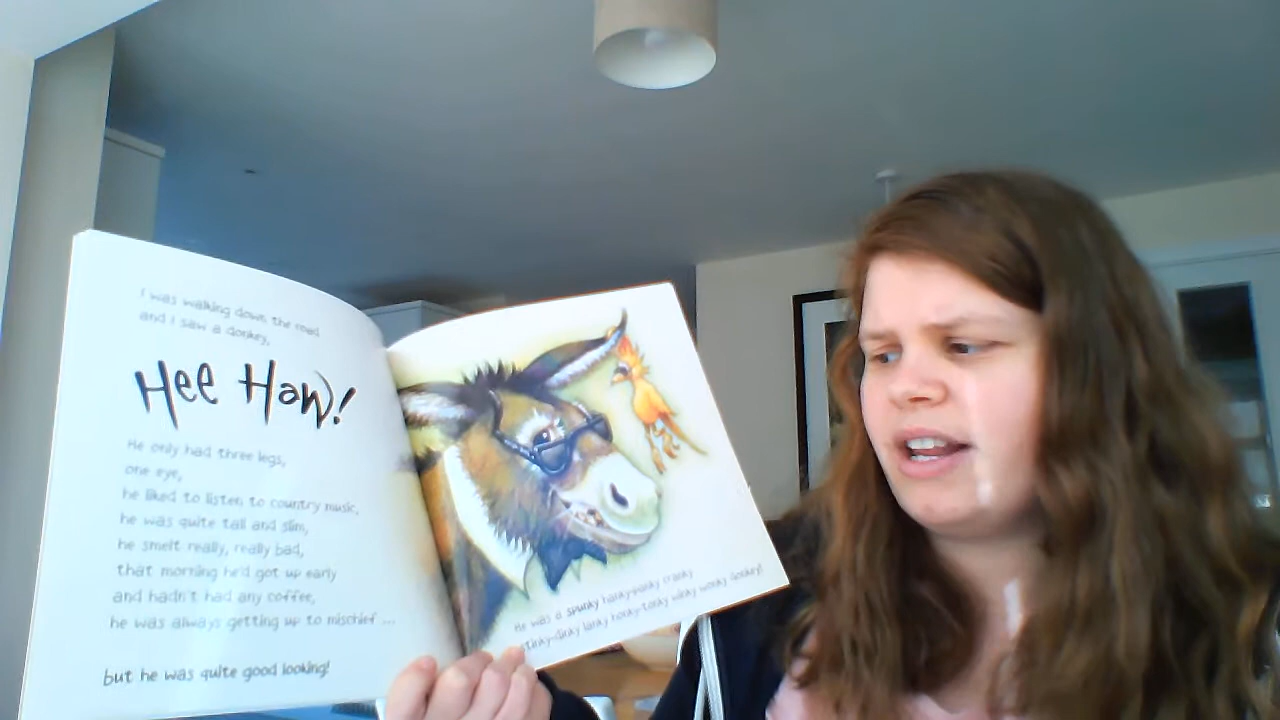 I was walking down the road
and I saw a donkey,
HEE HAW!
He only had three legs,
one eye,
he liked to listen to country music,
he was quite tall and slim,
he smelt really, really bad,
that morning he'd got up early
and hadn't had any coffee,
he was always getting up to mischief ...
but he was quite good looking!
He was a spunky hanky-panky cranky
stinky-dinky lanky honky-tonky winky wonky donkey!